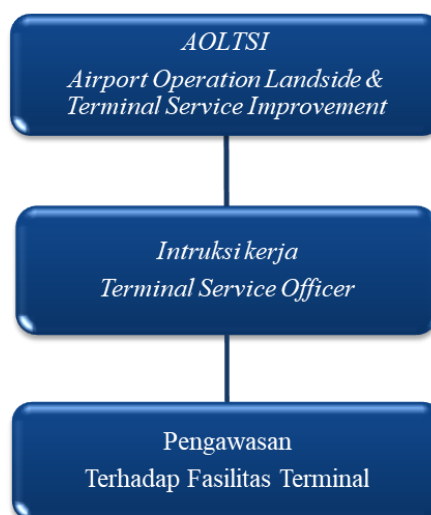 AOLTSI
Airport Operation Landside &
Terminal Service Improvement
Intruksi kerja
Terminal Service Officer
Pengawasan
Terhadap Fasilitas Terminal